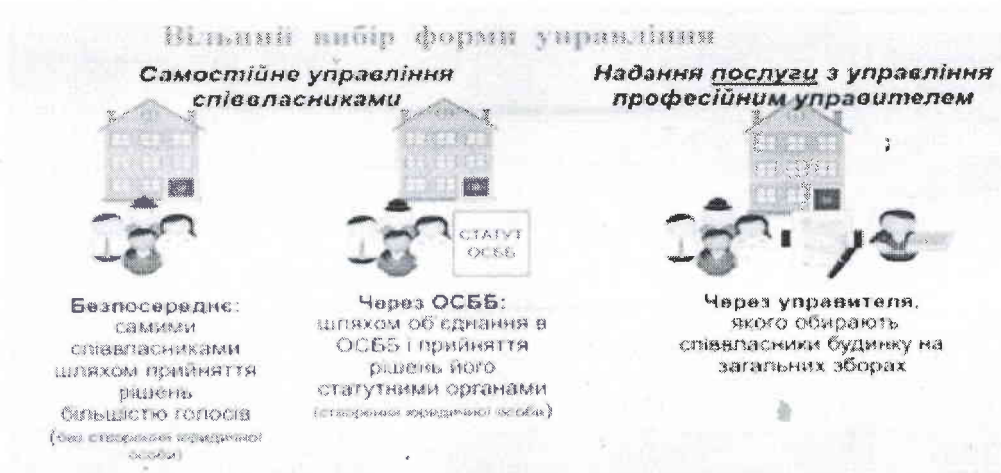 Вільний вибір форми управління
Самостійне управління
співвласниками
Надання послуги з управління
професійним управителем
СТАТУТ
ОСББ
Безпосереднє:
самими
співвласниками
шляхом прийняття
рішень
більшістю голосів
(без створення юридичної
особи)
Через ОСББ:
шляхом об'єднання в
ОСББ і прийняття
рішень його
статутними органами
(створення юридичної особи)
Через управителя,
якого обирають
співвласники будинку на
загальних зборах